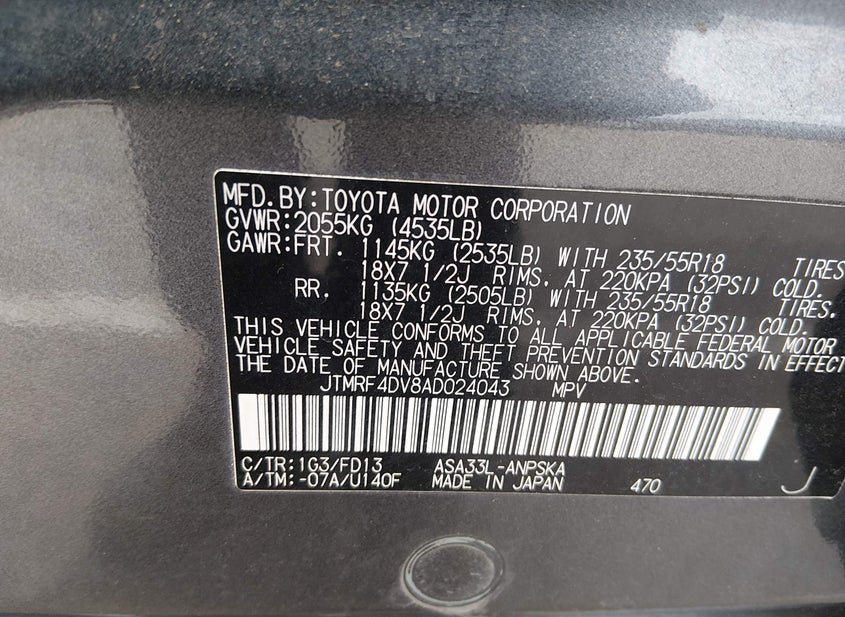 MFD.BY:TOYOTA MOTOR CORPORATION
GVWR:2055KG (4535LB)
GAWR:FRT. 1145KG (2535LB) WITH 235/55R18 TIRES
18X7 1/2J RIMS, AT 220KPA (32PSI) COLD.
RR. 1135KG (2505LB) WITH 235/55R18 TIRES.
18X7 1/2J RIMS, AT 220KPA (32PSI) COLD.
THIS VEHICLE CONFORMS TO ALL APPLICABLE FEDERAL MOTOR
VEHICLE SAFETY AND THEFT PREVENTION STANDARDS IN EFFECT
THE DATE OF MANUFACTURE SHOWN ABOVE.
JTMRF4DV8AD024043 MPV
C/TR:1G3/FD13 ASA33L-ANPSKA
A/TM:-07A/U140F MADE IN JAPAN 470 J